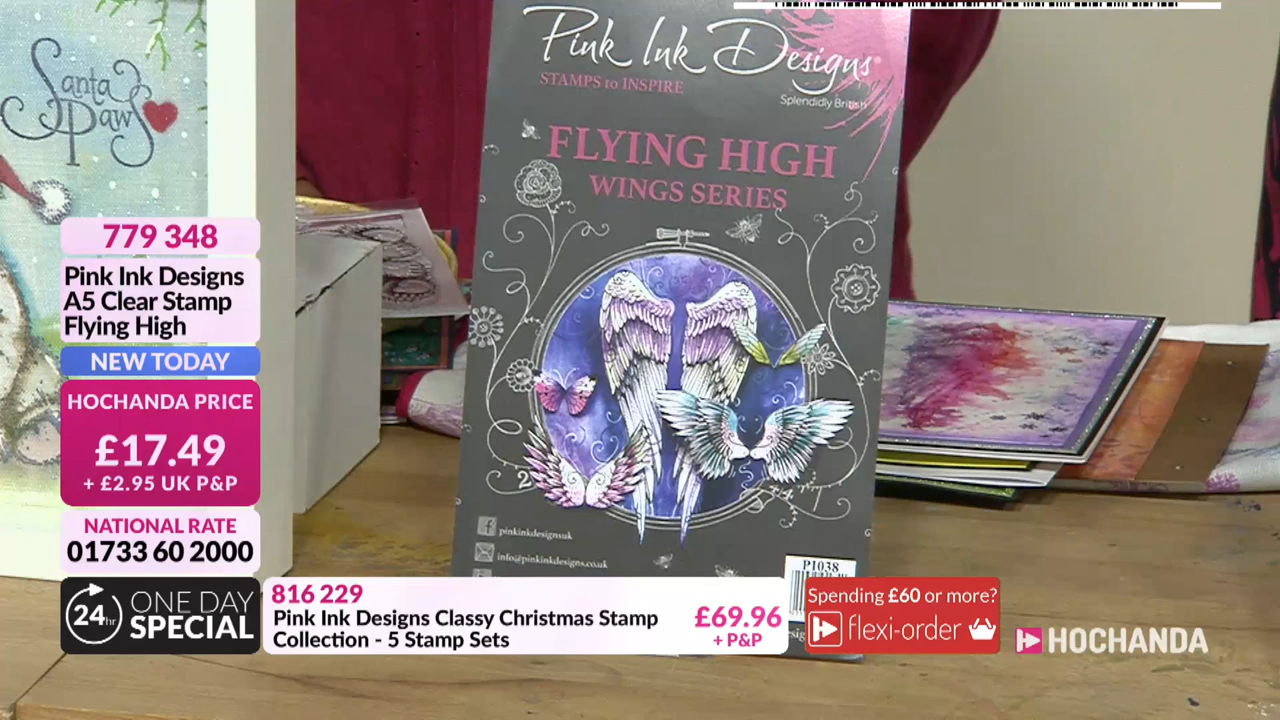 Santa
Paws
Pink Ink Designs
STAMPS to INSPIRE
Splendidly British
FLYING HIGH
WINGS SERIES
pinkinkdesignsuk
info@pinkinkdesigns.co.uk
PI038
779 348
Pink Ink Designs
A5 Clear Stamp
Flying High
NEW TODAY
HOCHANDA PRICE
£17.49
+ £2.95 UK P&P
NATIONAL RATE
01733 60 2000
24hr
ONE DAY
SPECIAL
816 229
Pink Ink Designs Classy Christmas Stamp
Collection - 5 Stamp Sets
£69.96
+ P&P
Spending £60 or more?
flexi-order
HOCHANDA